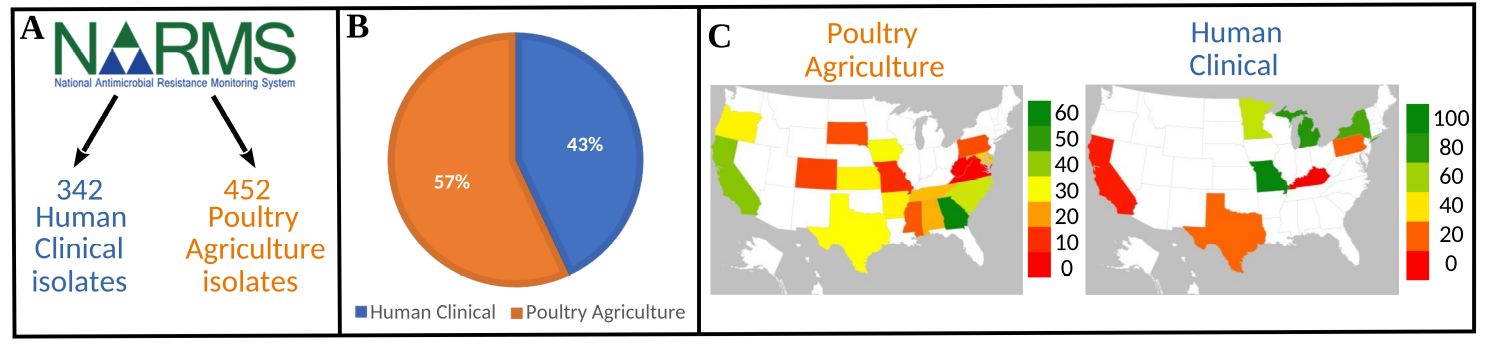 A
NARMS
National Antimicrobial Resistance Monitoring System
342
Human
Clinical
isolates
452
Poultry
Agriculture
isolates
B
43%
57%
Human Clinical
Poultry Agriculture
C
Poultry
Agriculture
60
50
40
30
20
10
0
Human
Clinical
100
80
60
40
20
0